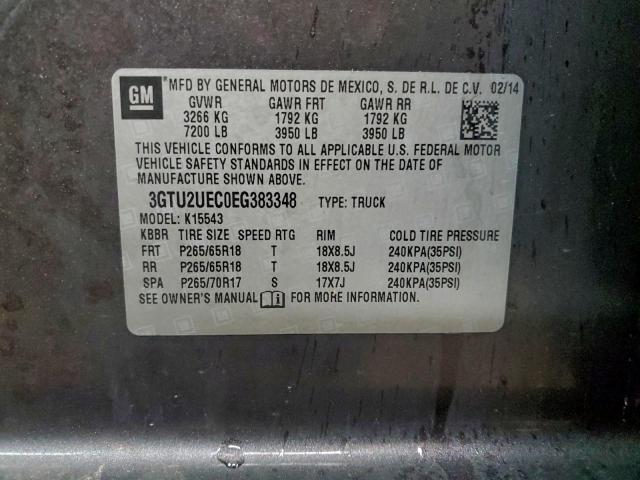 GM
*MFD BY GENERAL MOTORS DE MEXICO, S. DE R.L. DE C.V. 02/14
GVWR GAWR FRT GAWR RR
3266 KG 1792 KG 1792 KG
7200 LB 3950 LB 3950 LB
THIS VEHICLE CONFORMS TO ALL APPLICABLE U.S. FEDERAL MOTOR
VEHICLE SAFETY STANDARDS IN EFFECT ON THE DATE OF
MANUFACTURE SHOWN ABOVE.
3GTU2UEC0EG383348 TYPE: TRUCK
MODEL: K15543
KBBR TIRE SIZE SPEED RTG RIM COLD TIRE PRESSURE
FRT P265/65R18 T 18X8.5J 240KPA(35PSI)
RR P265/65R18 T 18X8.5J 240KPA(35PSI)
SPA P265/70R17 S 17X7J 240KPA(35PSI)
SEE OWNER'S MANUAL FOR MORE INFORMATION.